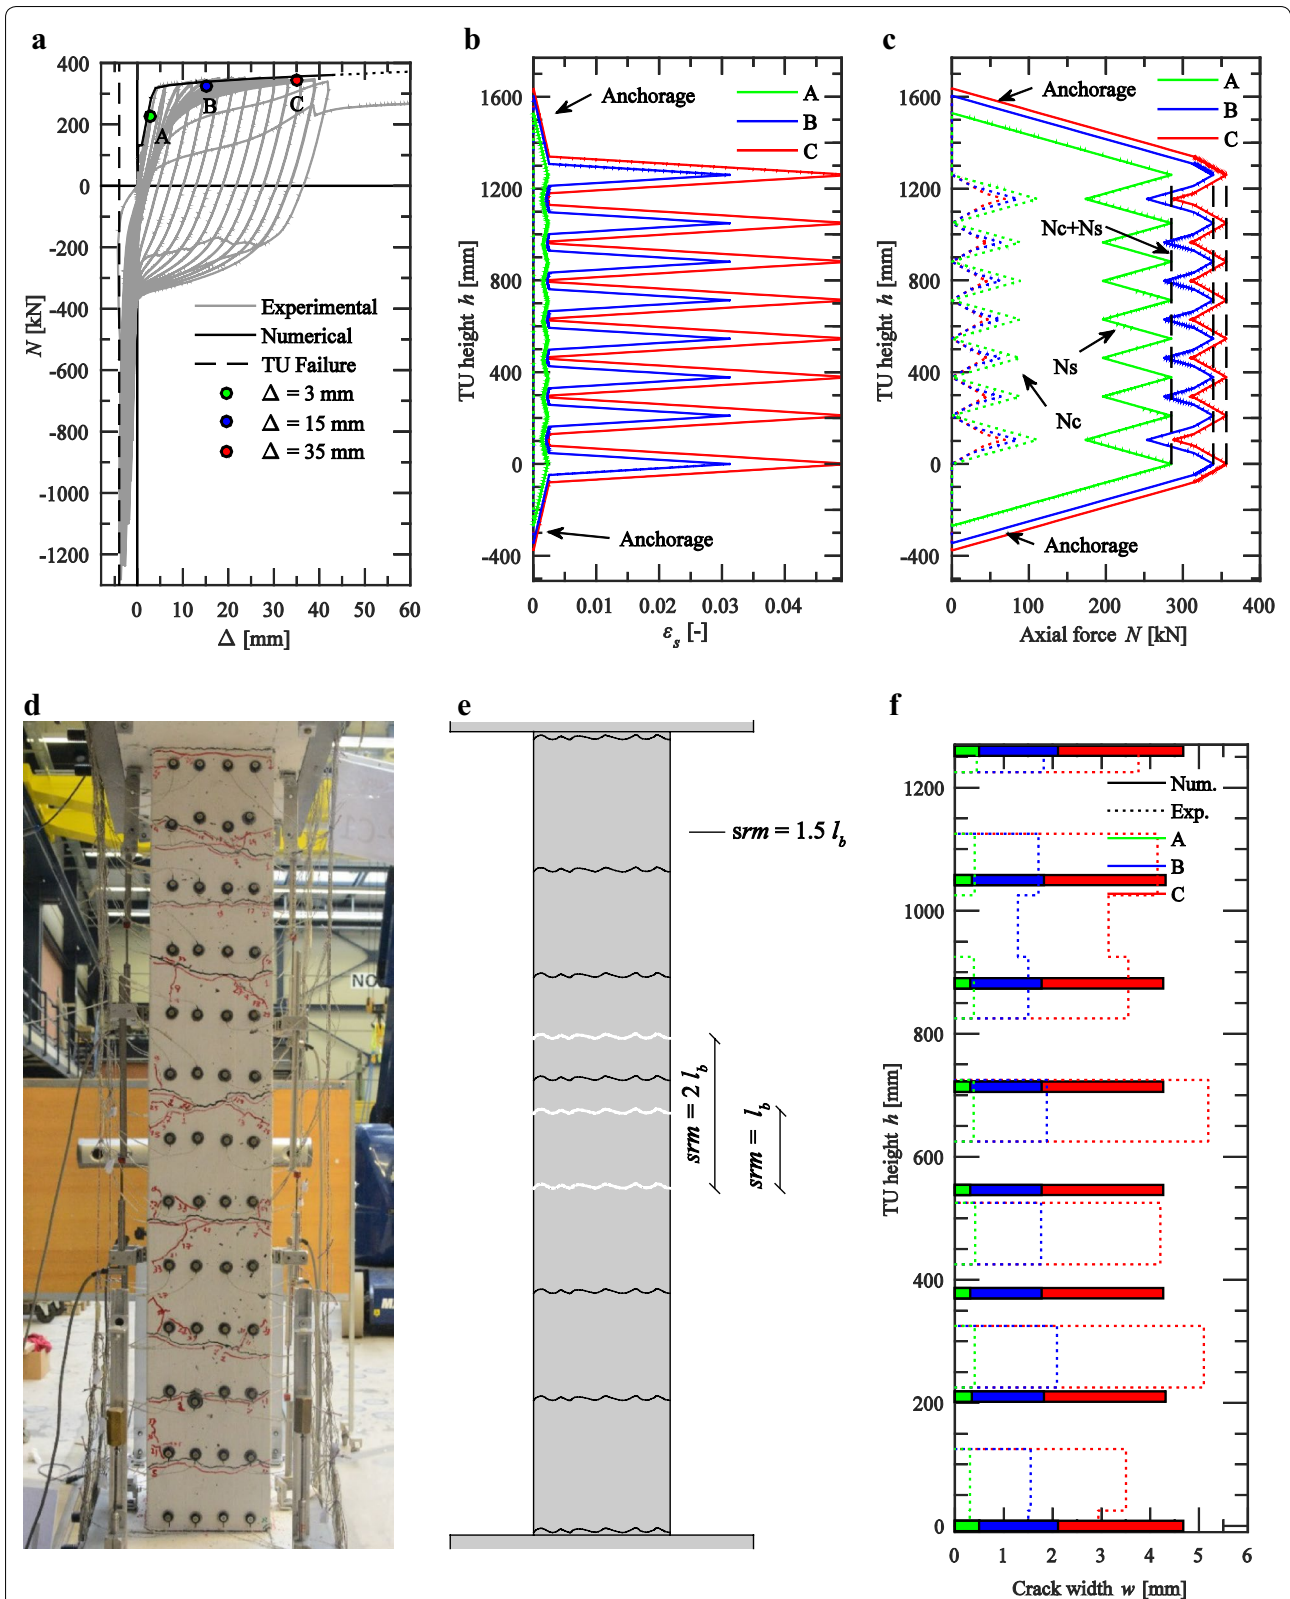 a
400
200
0
-200
-400
-600
-800
-1000
-1200
N [kN]
A
B
C
Experimental
Numerical
TU Failure
Δ = 3 mm
Δ = 15 mm
Δ = 35 mm
0 10 20 30 40 50 60
Δ [mm]
b
1600
1200
800
400
0
-400
TU height h [mm]
Anchorage
A
B
C
Anchorage
0 0.01 0.02 0.03 0.04
εs [-]
c
1600
1200
800
400
0
-400
TU height h [mm]
Anchorage
A
B
C
Nc+Ns
Ns
Nc
Anchorage
0 100 200 300 400
Axial force N [kN]
d
NO
e
srm = 1.5 lb
srm = 2 lb
srm = lb
f
1200
1000
800
600
400
200
0
TU height h [mm]
Num.
Exp.
A
B
C
0 1 2 3 4 5 6
Crack width w [mm]